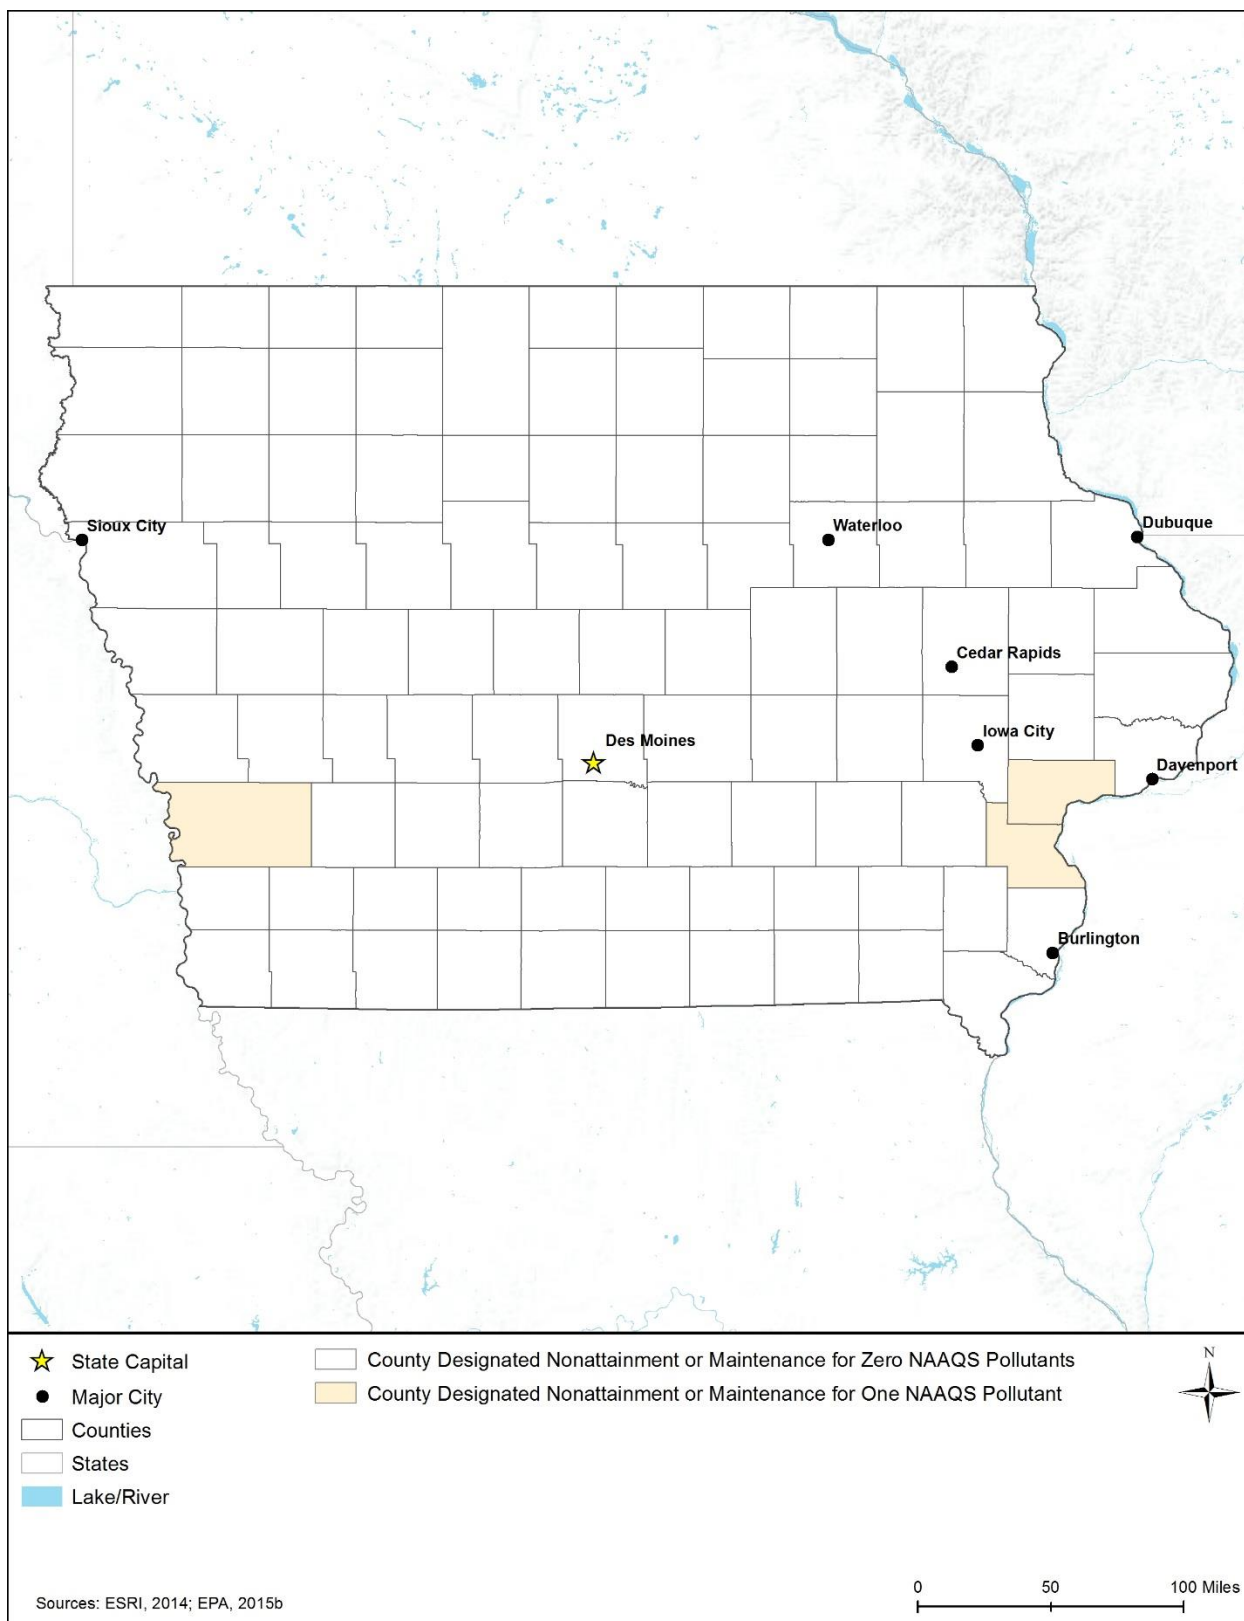 Sioux City
Waterloo
Dubuque
Cedar Rapids
Iowa City
Des Moines
Davenport
Burlington
State Capital
Major City
Counties
States
Lake/River
County Designated Nonattainment or Maintenance for Zero NAAQS Pollutants
County Designated Nonattainment or Maintenance for One NAAQS Pollutant
N
Sources: ESRI, 2014; EPA, 2015b
0 50 100 Miles